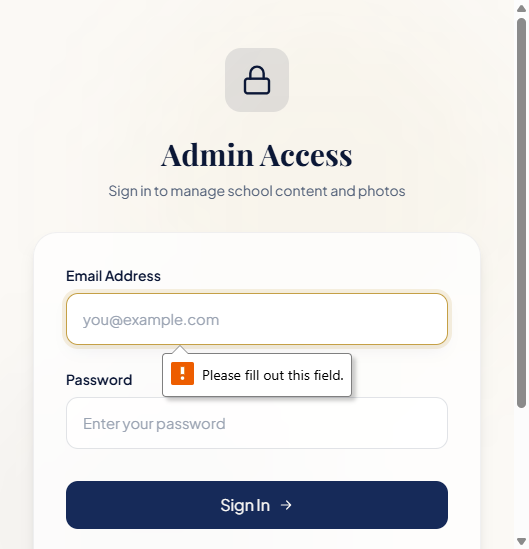 Admin Access
Sign in to manage school content and photos
Email Address
you@example.com
Please fill out this field.
Password
Enter your password
Sign In →